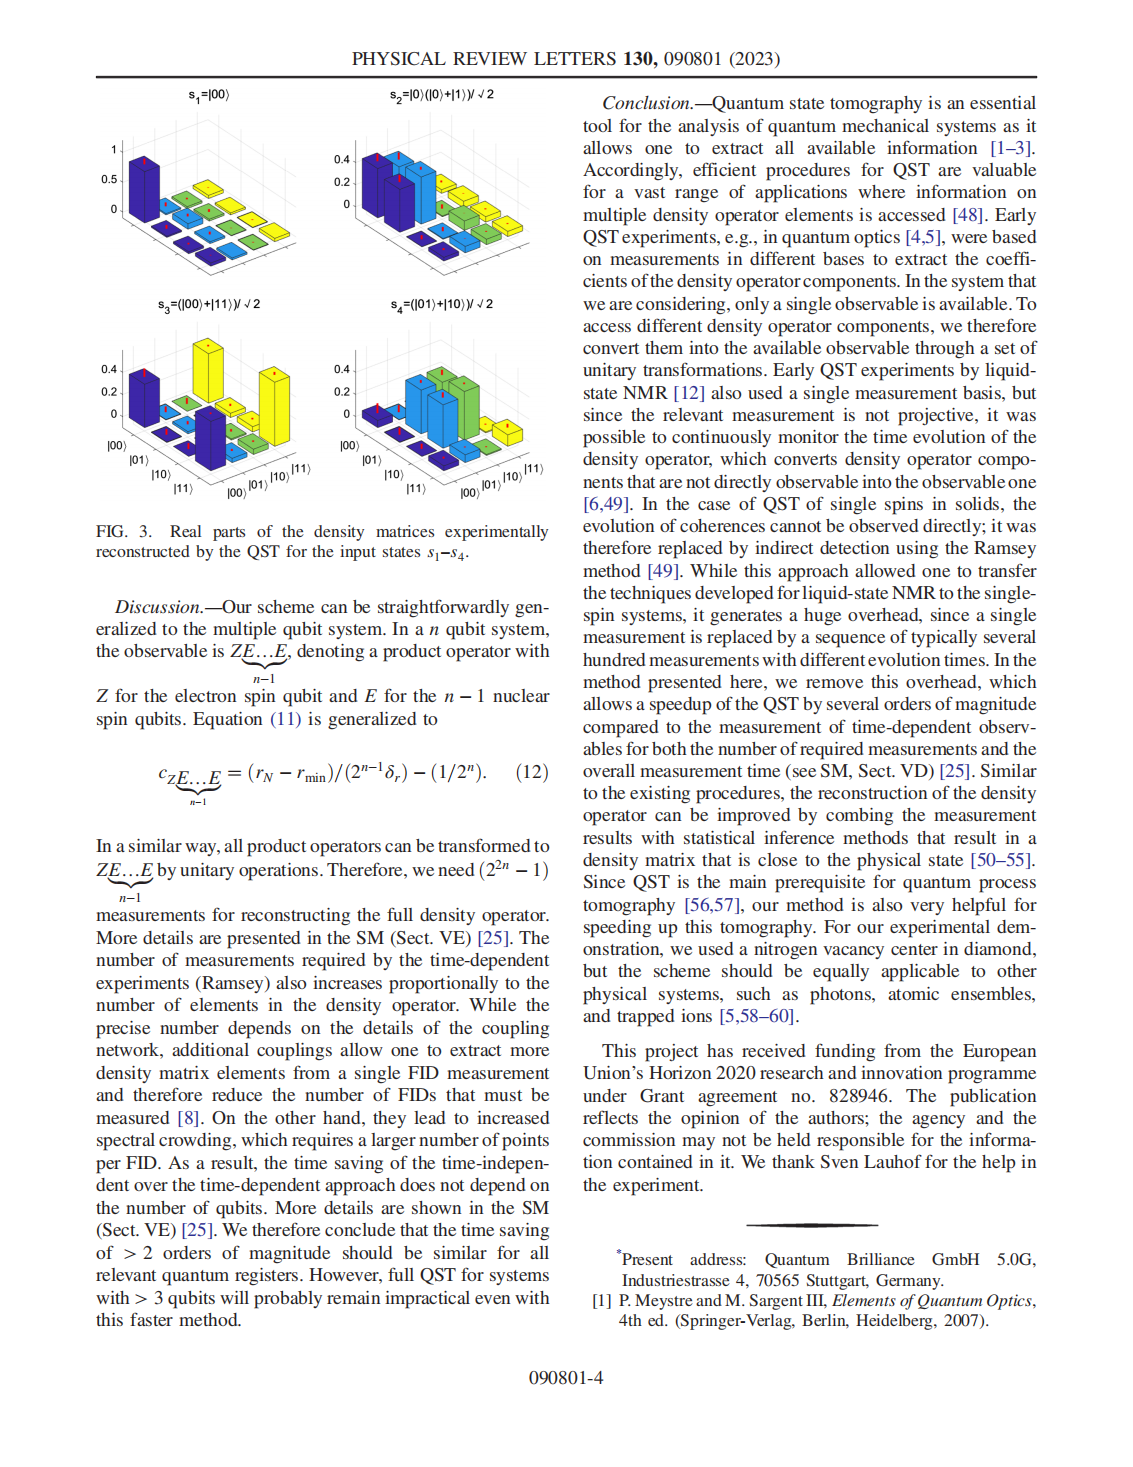 PHYSICAL REVIEW LETTERS 130, 090801 (2023)
s1=|00⟩
s2=|0⟩(|0⟩+|1⟩)/√2
1
0.5
0
0.4
0.2
0
s3=(|00⟩+|11⟩)/√2
s4=(|01⟩+|10⟩)/√2
0.4
0.2
0
|00⟩
|01⟩
|10⟩
|11⟩
|00⟩
|01⟩
|10⟩
|11⟩
0.4
0.2
0
|00⟩
|01⟩
|10⟩
|11⟩
|00⟩
|01⟩
|10⟩
|11⟩
FIG. 3. Real parts of the density matrices experimentally
reconstructed by the QST for the input states s1–s4.
Discussion.—Our scheme can be straightforwardly gen-
eralized to the multiple qubit system. In a n qubit system,
the observable is ZE…E, denoting a product operator with
n−1
Z for the electron spin qubit and E for the n − 1 nuclear
spin qubits. Equation (11) is generalized to
cZE…E = (rN − rmin)/(2^{n−1}δr) − (1/2^n). (12)
n−1
In a similar way, all product operators can be transformed to
ZE…E by unitary operations. Therefore, we need (2^{2n} − 1)
n−1
measurements for reconstructing the full density operator.
More details are presented in the SM (Sect. VE) [25]. The
number of measurements required by the time-dependent
experiments (Ramsey) also increases proportionally to the
number of elements in the density operator. While the
precise number depends on the details of the coupling
network, additional couplings allow one to extract more
density matrix elements from a single FID measurement
and therefore reduce the number of FIDs that must be
measured [8]. On the other hand, they lead to increased
spectral crowding, which requires a larger number of points
per FID. As a result, the time saving of the time-indepen-
dent over the time-dependent approach does not depend on
the number of qubits. More details are shown in the SM
(Sect. VE) [25]. We therefore conclude that the time saving
of > 2 orders of magnitude should be similar for all
relevant quantum registers. However, full QST for systems
with > 3 qubits will probably remain impractical even with
this faster method.
Conclusion.—Quantum state tomography is an essential
tool for the analysis of quantum mechanical systems as it
allows one to extract all available information [1–3].
Accordingly, efficient procedures for QST are valuable
for a vast range of applications where information on
multiple density operator elements is accessed [48]. Early
QST experiments, e.g., in quantum optics [4,5], were based
on measurements in different bases to extract the coeffi-
cients of the density operator components. In the system that
we are considering, only a single observable is available. To
access different density operator components, we therefore
convert them into the available observable through a set of
unitary transformations. Early QST experiments by liquid-
state NMR [12] also used a single measurement basis, but
since the relevant measurement is not projective, it was
possible to continuously monitor the time evolution of the
density operator, which converts density operator compo-
nents that are not directly observable into the observable one
[6,49]. In the case of QST of single spins in solids, the
evolution of coherences cannot be observed directly; it was
therefore replaced by indirect detection using the Ramsey
method [49]. While this approach allowed one to transfer
the techniques developed for liquid-state NMR to the single-
spin systems, it generates a huge overhead, since a single
measurement is replaced by a sequence of typically several
hundred measurements with different evolution times. In the
method presented here, we remove this overhead, which
allows a speedup of the QST by several orders of magnitude
compared to the measurement of time-dependent observ-
ables for both the number of required measurements and the
overall measurement time (see SM, Sect. VD) [25]. Similar
to the existing procedures, the reconstruction of the density
operator can be improved by combing the measurement
results with statistical inference methods that result in a
density matrix that is close to the physical state [50–55].
Since QST is the main prerequisite for quantum process
tomography [56,57], our method is also very helpful for
speeding up this tomography. For our experimental dem-
onstration, we used a nitrogen vacancy center in diamond,
but the scheme should be equally applicable to other
physical systems, such as photons, atomic ensembles,
and trapped ions [5,58–60].
This project has received funding from the European
Union's Horizon 2020 research and innovation programme
under Grant agreement no. 828946. The publication
reflects the opinion of the authors; the agency and the
commission may not be held responsible for the informa-
tion contained in it. We thank Sven Lauhof for the help in
the experiment.
*Present address: Quantum Brilliance GmbH 5.0G,
Industriestrasse 4, 70565 Stuttgart, Germany.
[1] P. Meystre and M. Sargent III, Elements of Quantum Optics,
4th ed. (Springer-Verlag, Berlin, Heidelberg, 2007).
090801-4